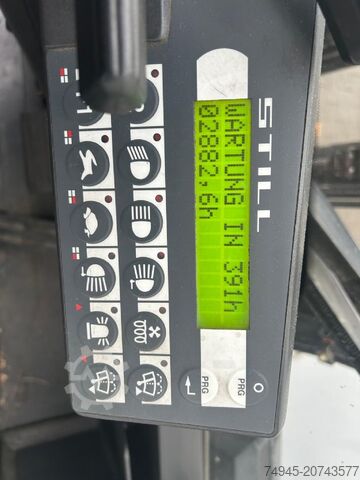 STILL
WARTUNG IN 391h
02882,6h
PRG
PRG
O
74945-20743577